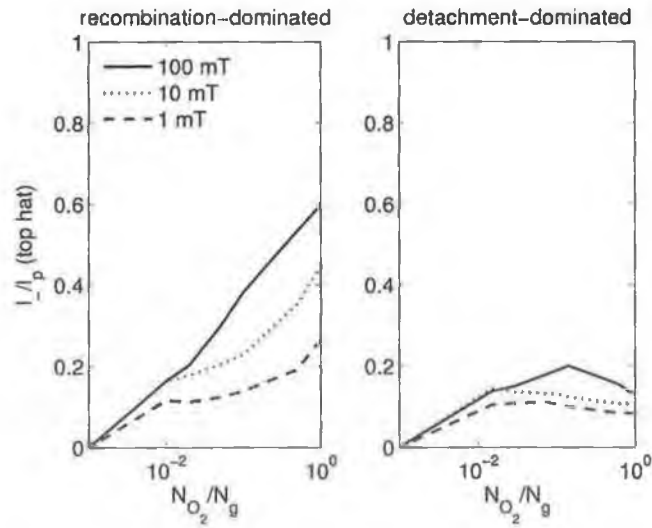 recombination-dominated
detachment-dominated
1
0.8
0.6
0.4
0.2
0
I_/I_p (top hat)
100 mT
10 mT
1 mT
10^-2
10^0
N_O_2/N_g
1
0.8
0.6
0.4
0.2
0
10^-2
10^0
N_O_2/N_g